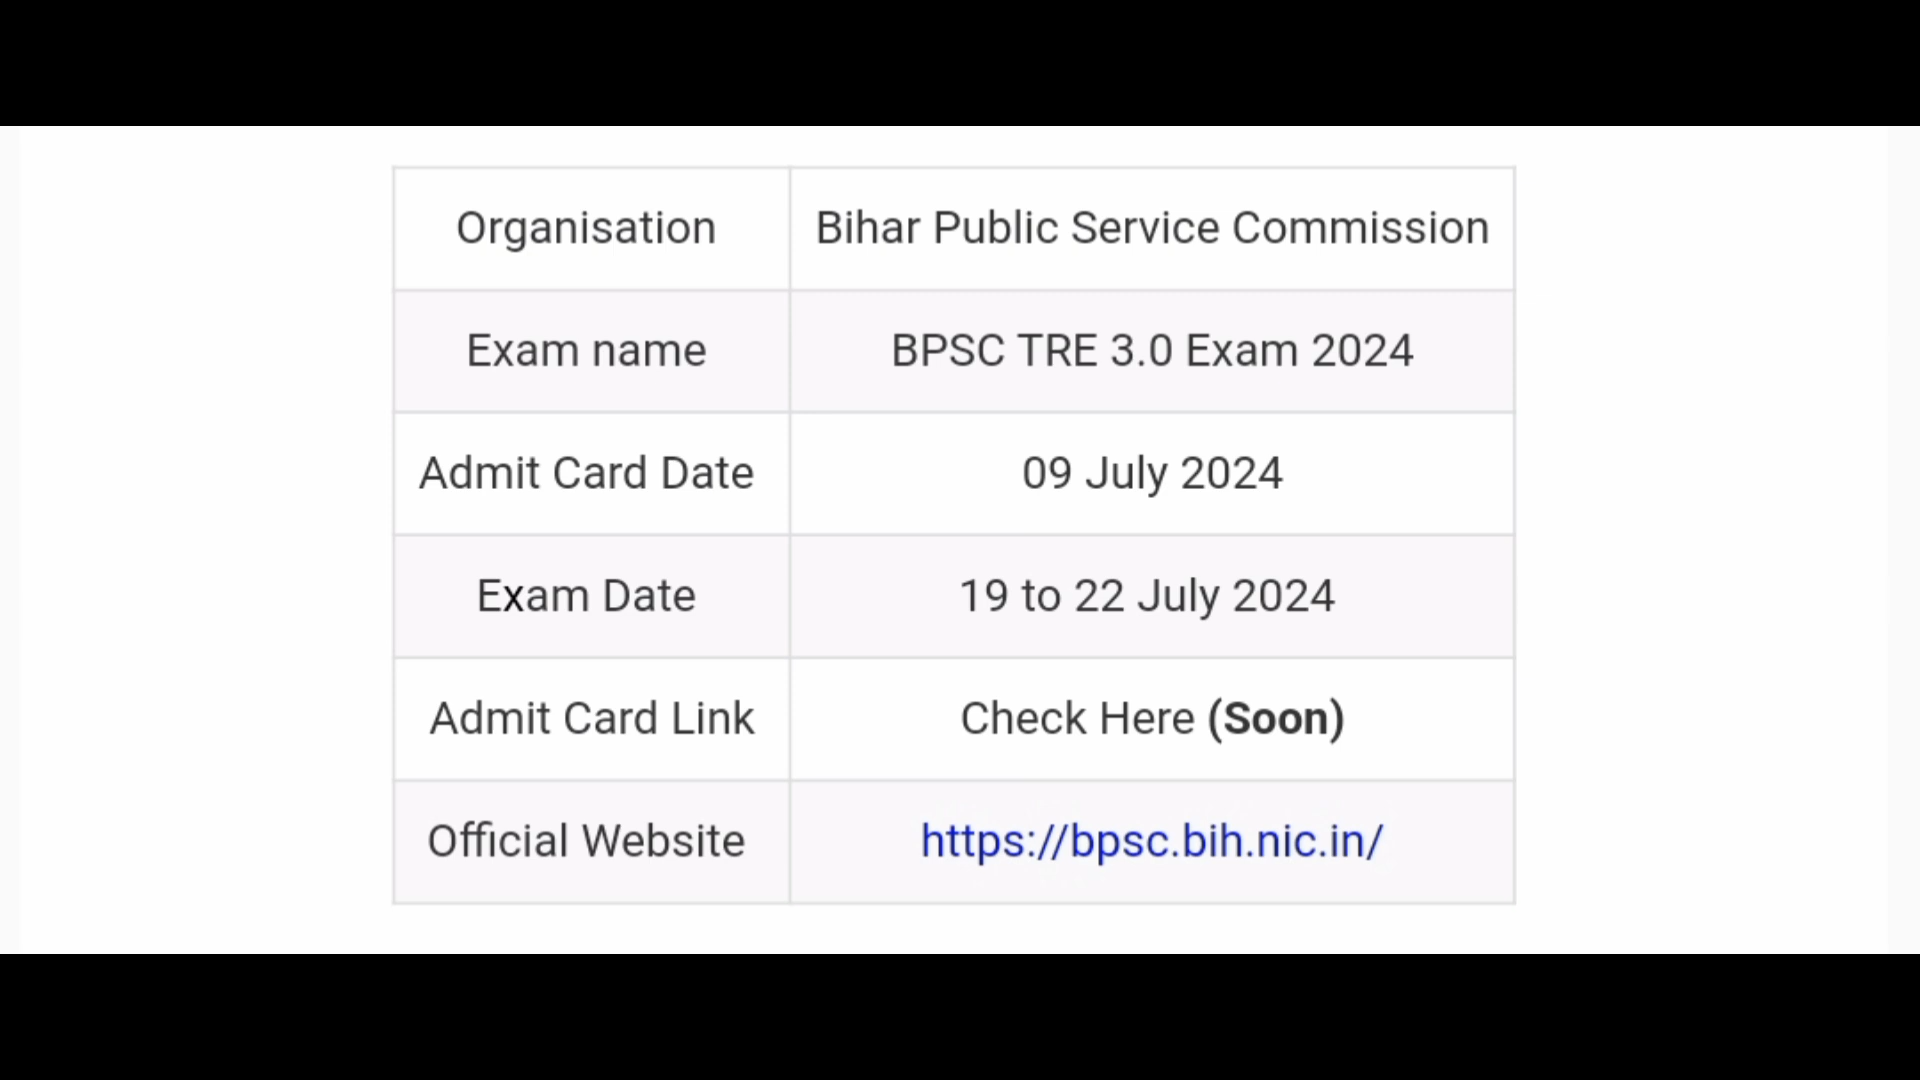 Organisation Bihar Public Service Commission
Exam name BPSC TRE 3.0 Exam 2024
Admit Card Date 09 July 2024
Exam Date 19 to 22 July 2024
Admit Card Link Check Here (Soon)
Official Website https://bpsc.bih.nic.in/